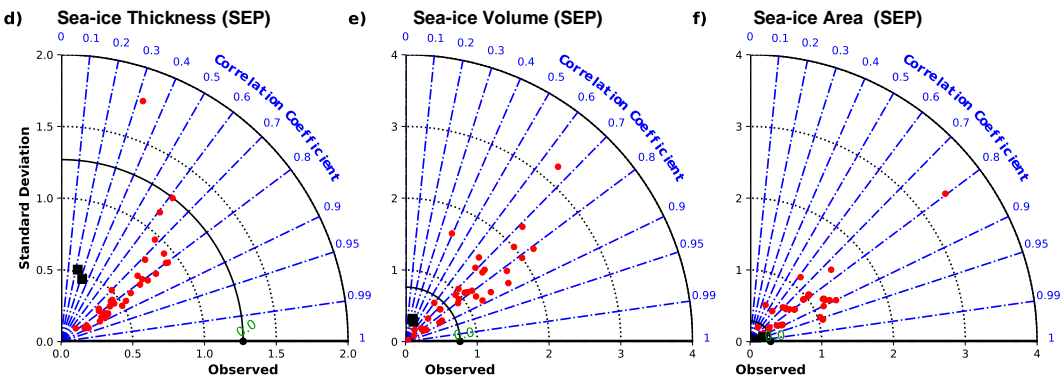 d) Sea-ice Thickness (SEP)
0 0.1 0.2 0.3 0.4 0.5 0.6 0.7 0.8 0.9 0.95 0.99 1
Correlation Coefficient
Standard Deviation
2.0
1.5
1.0
0.5
0.0
0.0
0.0 0.5 1.0 1.5 2.0
Observed
e) Sea-ice Volume (SEP)
0 0.1 0.2 0.3 0.4 0.5 0.6 0.7 0.8 0.9 0.95 0.99 1
Correlation Coefficient
4
3
2
1
0
0.0
0 1 2 3 4
Observed
f) Sea-ice Area (SEP)
0 0.1 0.2 0.3 0.4 0.5 0.6 0.7 0.8 0.9 0.95 0.99 1
Correlation Coefficient
4
3
2
1
0
0.0
0 1 2 3 4
Observed